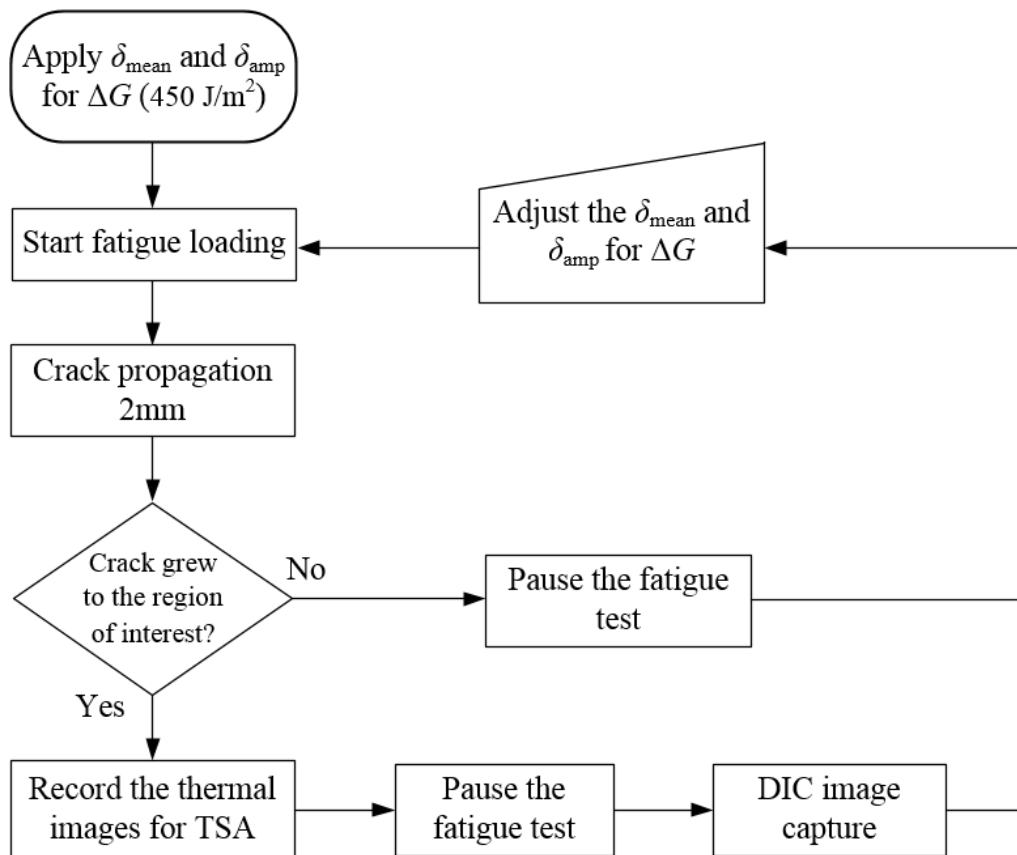 Apply δmean and δamp
for ΔG (450 J/m²)
Start fatigue loading
Adjust the δmean and
δamp for ΔG
Crack propagation
2mm
Crack grew
to the region
of interest?
No
Pause the fatigue
test
Yes
Record the thermal
images for TSA
Pause the
fatigue test
DIC image
capture